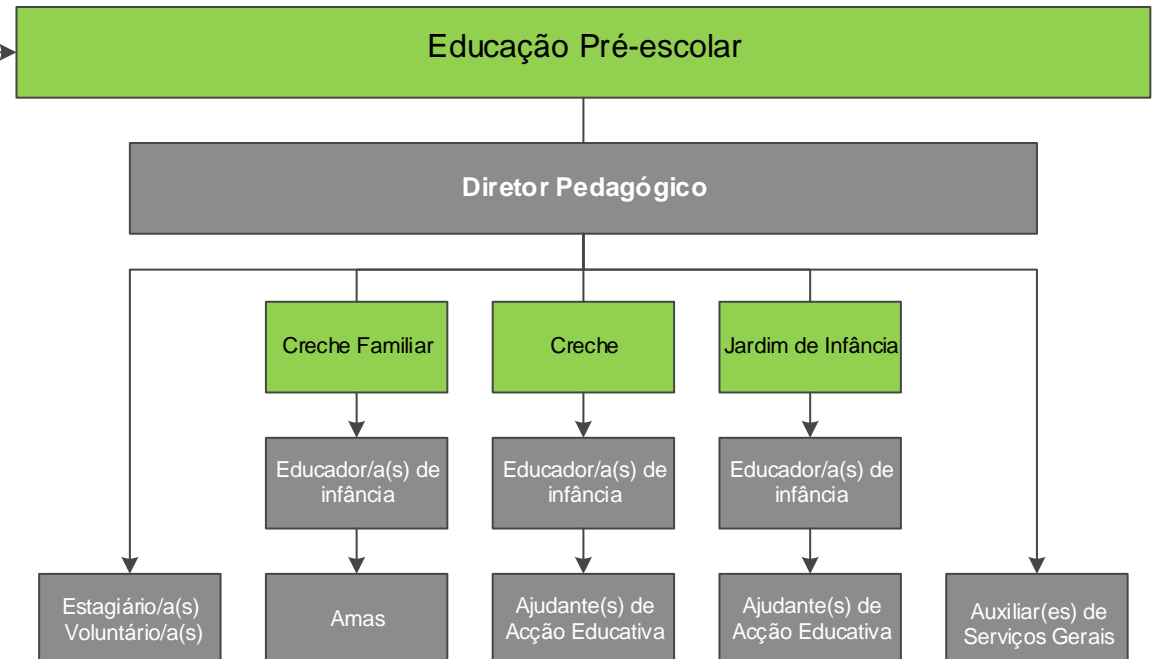 Educação Pré-escolar
Diretor Pedagógico
Creche Familiar
Creche
Jardim de Infância
Educador/a(s) de
infância
Educador/a(s) de
infância
Educador/a(s) de
infância
Estagiário/a(s)
Voluntário/a(s)
Amas
Ajudante(s) de
Acção Educativa
Ajudante(s) de
Acção Educativa
Auxiliar(es) de
Serviços Gerais